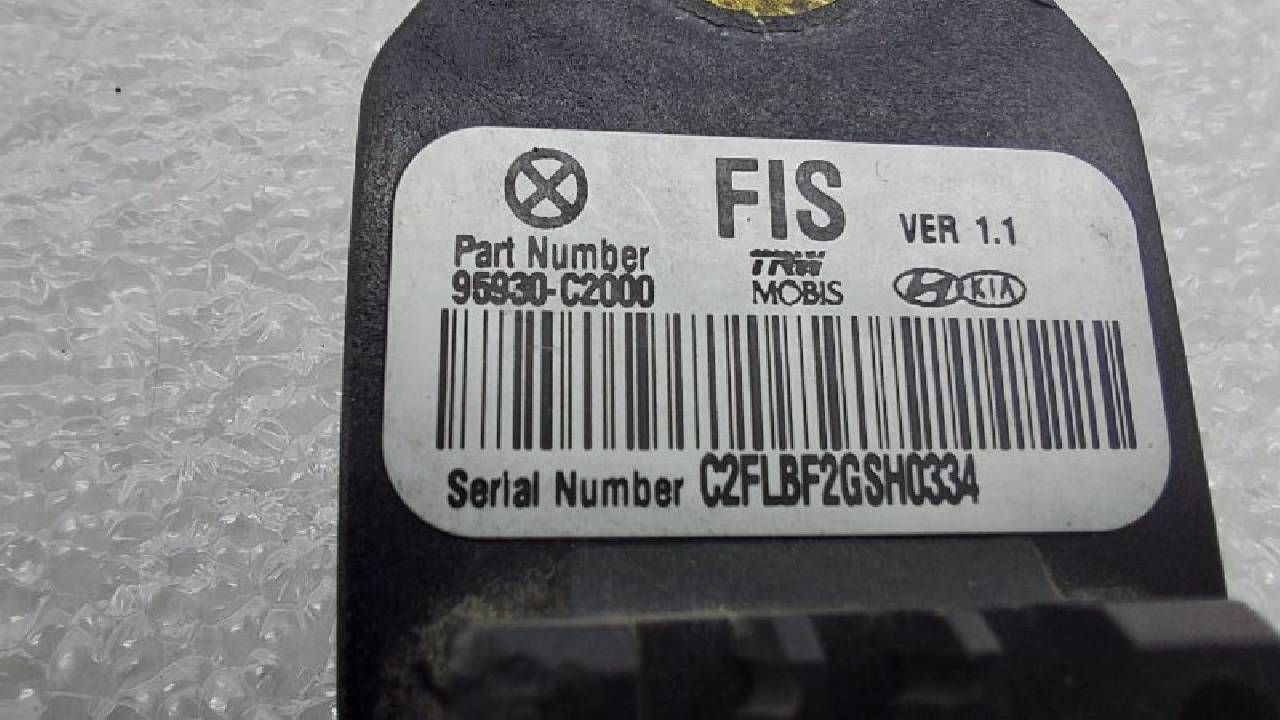 FIS VER 1.1
Part Number TRW
95930-C2000 MOBIS KIA
Serial Number C2FLBF2GSH0334